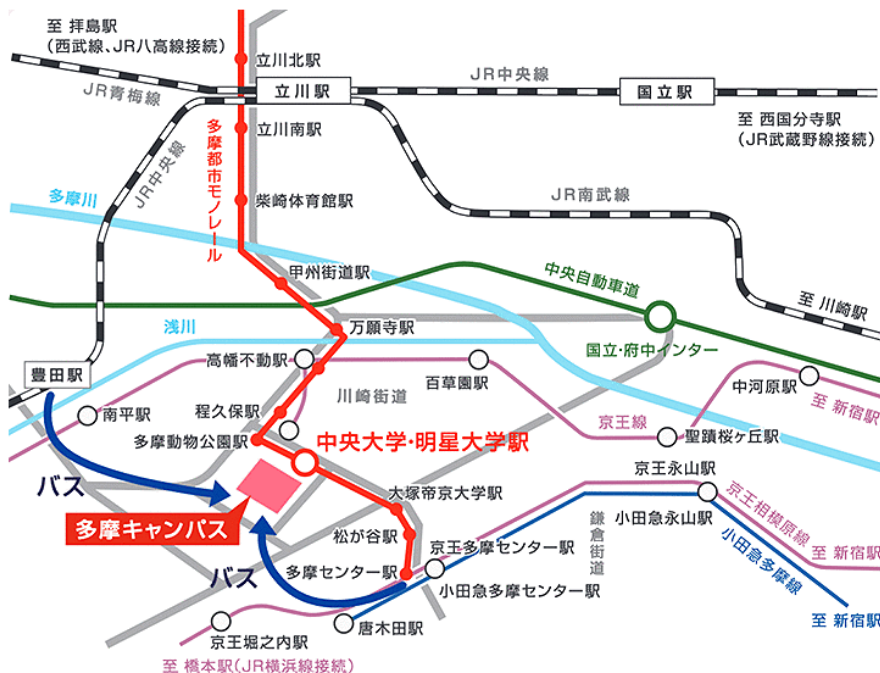 至 拝島駅
(西武線、JR八高線接続)
立川北駅
JR中央線
JR青梅線
立川駅
国立駅
至 西国分寺駅
(JR武蔵野線接続)
立川南駅
多摩都市モノレール
JR中央線
多摩川
柴崎体育館駅
JR南武線
甲州街道駅
中央自動車道
至 川崎駅
浅川
万願寺駅
国立・府中インター
高幡不動駅
豊田駅
百草園駅
中河原駅
川崎街道
至 新宿駅
南平駅
程久保駅
京王線
多摩動物公園駅
中央大学・明星大学駅
聖蹟桜ヶ丘駅
京王永山駅
バス
大塚帝京大学駅
京王相模原線
多摩キャンパス
小田急永山駅
鎌倉街道
松が谷駅
小田急多摩線
京王多摩センター駅
至 新宿駅
バス
多摩センター駅
小田急多摩センター駅
唐木田駅
至 新宿駅
京王堀之内駅
至 橋本駅(JR横浜線接続)